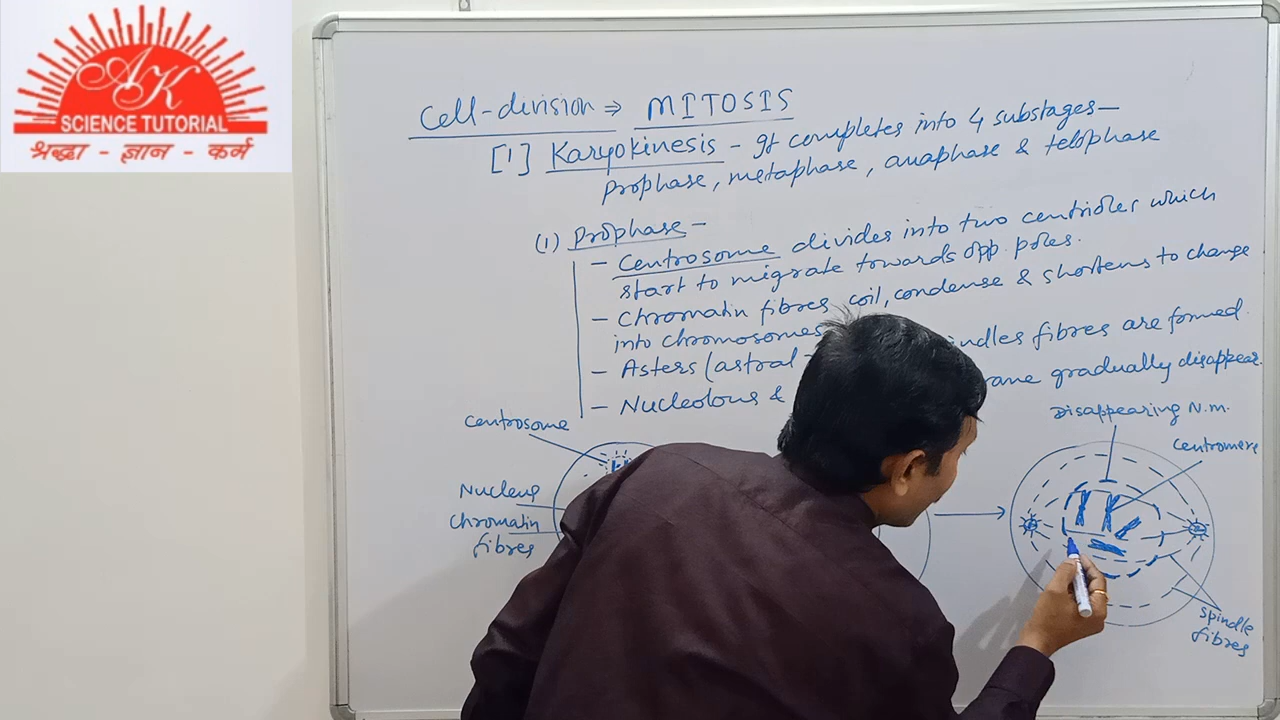 AK
SCIENCE TUTORIAL
श्रद्धा - ज्ञान - कर्म
Cell-division ⇒ MITOSIS
[1] Karyokinesis - It completes into 4 substages—
Prophase, metaphase, anaphase & telophase
(1) Prophase -
- Centrosome divides into two centrioles which
start to migrate towards opp. poles.
- Chromatin fibres coil, condense & shortens to change
into chromosomes
- Asters (astral indles fibres are formed.
- Nucleolous & rane gradually disappear.
Centrosome
Nucleus
Chromatin
fibres
Disappearing N.m.
Centromere
Spindle
fibres